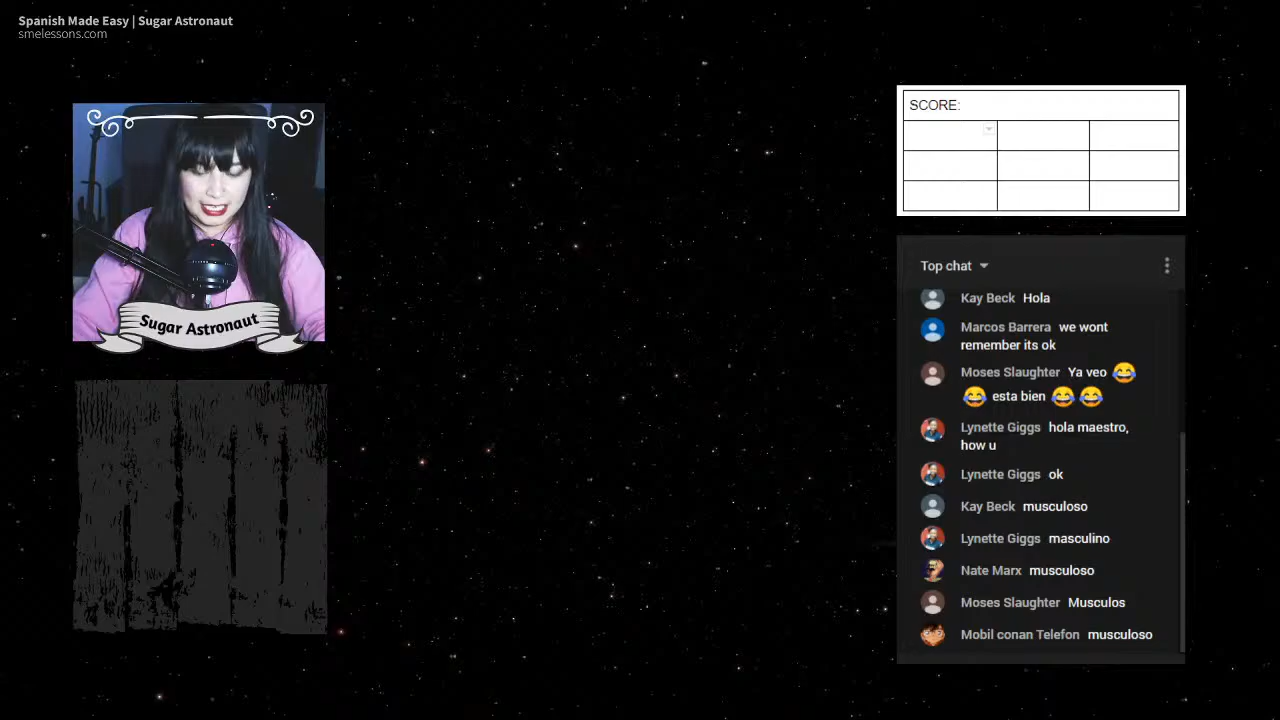 Spanish Made Easy | Sugar Astronaut
smelessons.com
Sugar Astronaut
SCORE:
Top chat
Kay Beck Hola
Marcos Barrera we wont
remember its ok
Moses Slaughter Ya veo 😂
😂 esta bien 😂 😂
Lynette Giggs hola maestro,
how u
Lynette Giggs ok
Kay Beck musculoso
Lynette Giggs masculino
Nate Marx musculoso
Moses Slaughter Musculos
Mobil conan Telefon musculoso